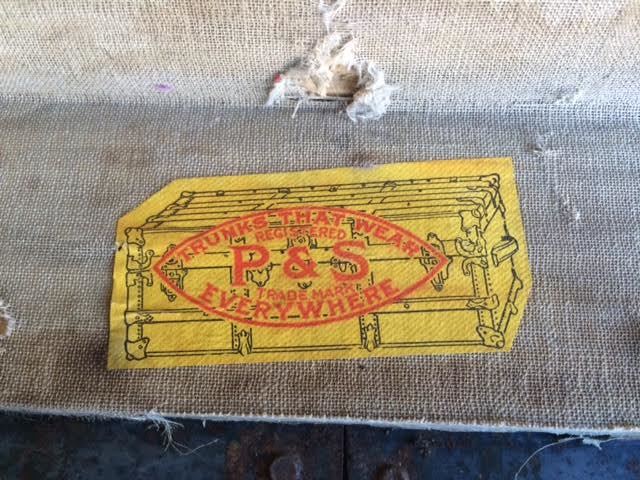 TRUNKS THAT WEAR
REGISTERED
P & S
TRADE MARK
EVERYWHERE